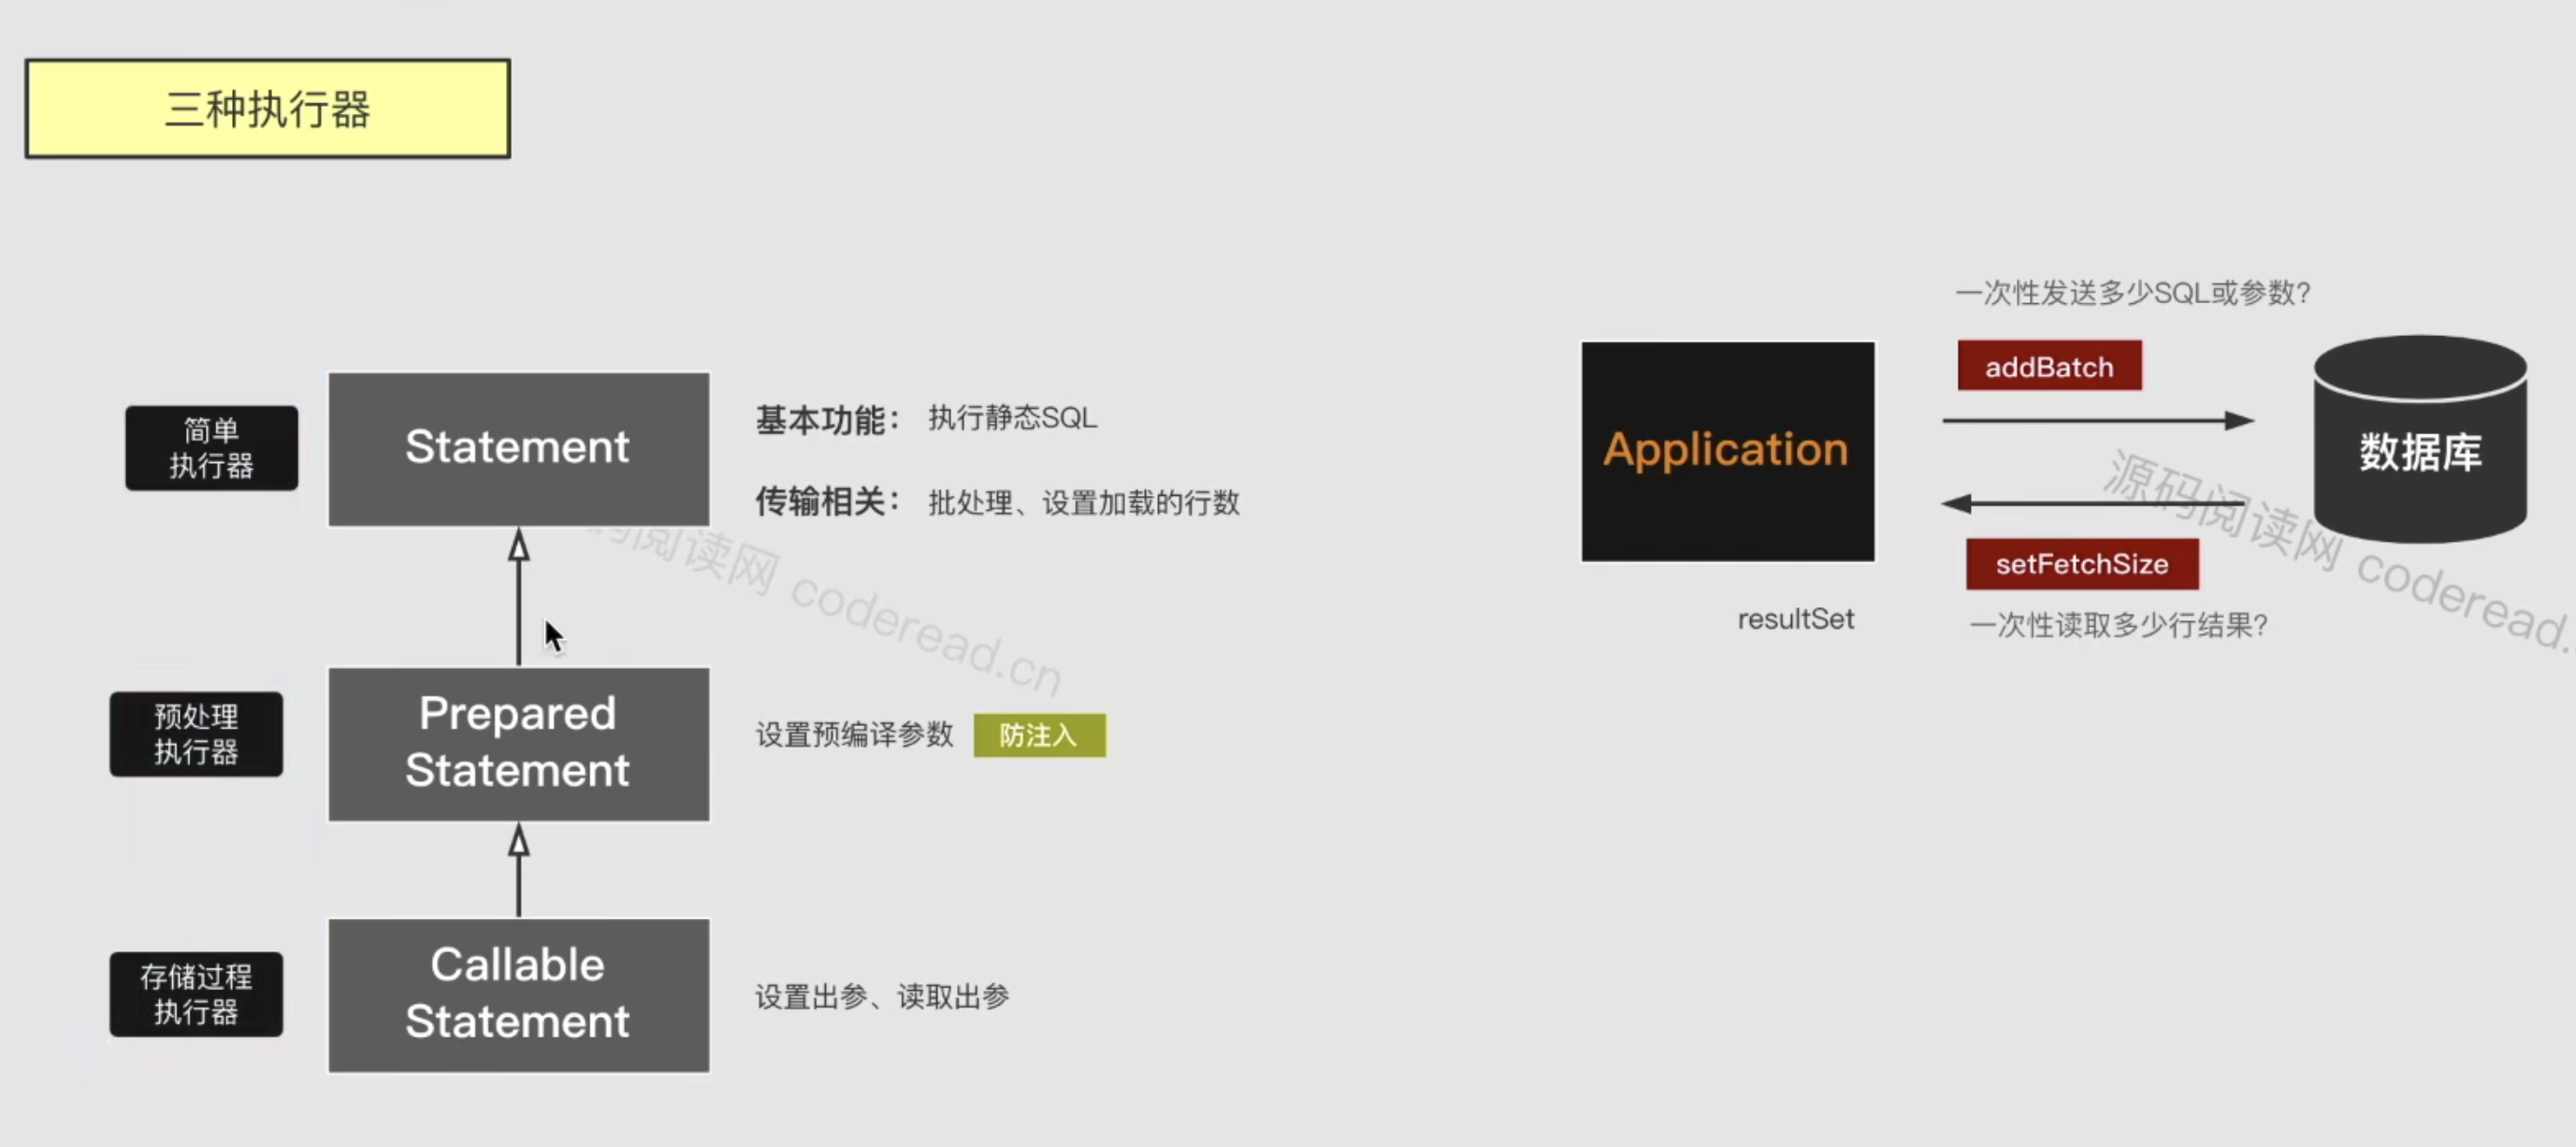 三种执行器
简单
执行器
Statement
基本功能： 执行静态SQL
传输相关： 批处理、设置加载的行数
预处理
执行器
Prepared
Statement
设置预编译参数 防注入
存储过程
执行器
Callable
Statement
设置出参、读取出参
一次性发送多少SQL或参数?
addBatch
Application
数据库
setFetchSize
resultSet
一次性读取多少行结果?
码阅读网 coderead.cn
源码阅读网 coderead.